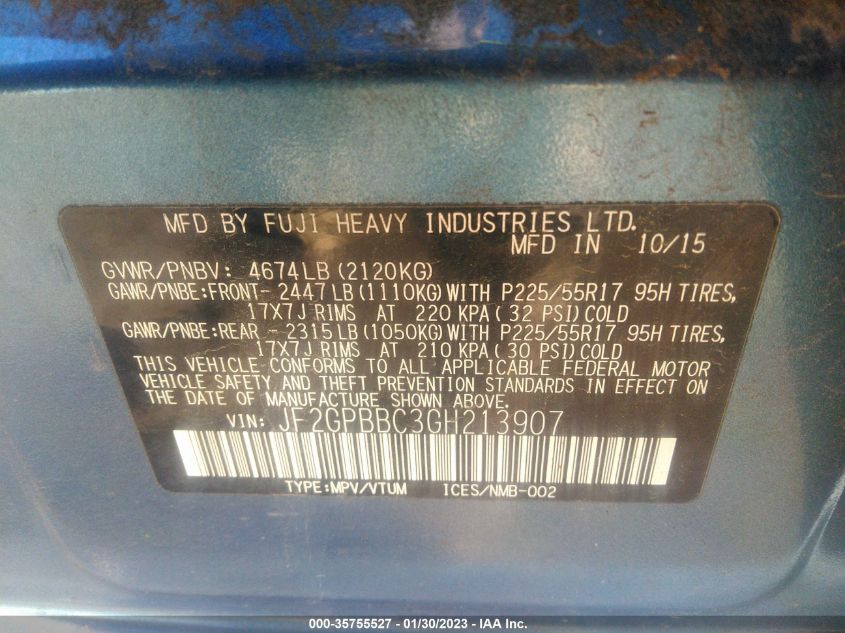 MFD BY FUJI HEAVY INDUSTRIES LTD.
MFD IN 10/15
GVWR/PNBV: 4674LB(2120KG)
GAWR/PNBE:FRONT- 2447LB(1110KG)WITH P225/55R17 95H TIRES,
17X7J RIMS AT 220 KPA(32 PSI)COLD
GAWR/PNBE:REAR - 2315LB(1050KG)WITH P225/55R17 95H TIRES,
17X7J RIMS AT 210 KPA(30 PSI)COLD
THIS VEHICLE CONFORMS TO ALL APPLICABLE FEDERAL MOTOR
VEHICLE SAFETY AND THEFT PREVENTION STANDARDS IN EFFECT ON
THE DATE OF MANUFACTURE SHOWN ABOVE.
VIN: JF2GPBBC3GH213907
TYPE:MPV/VTUM ICES/NMB-002
000-35755527 - 01/30/2023 - IAA Inc.